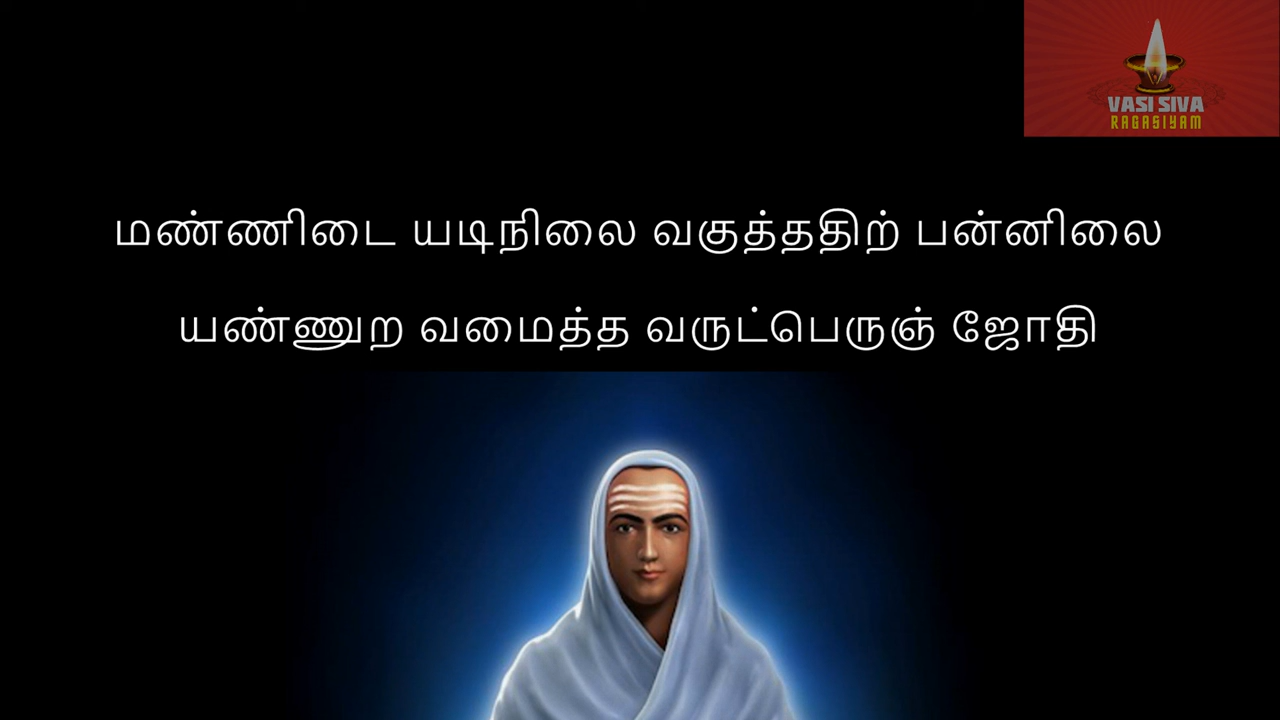 VASI SIVA
RAGASIYAM
மண்ணிடை யடிநிலை வகுத்ததிற் பன்னிலை
யண்ணுற வமைத்த வருட்பெருஞ் ஜோதி